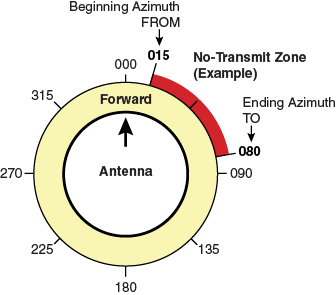 Beginning Azimuth
FROM
015
No-Transmit Zone
(Example)
000
Forward
315
Ending Azimuth
TO
080
Antenna
270
090
225
135
180